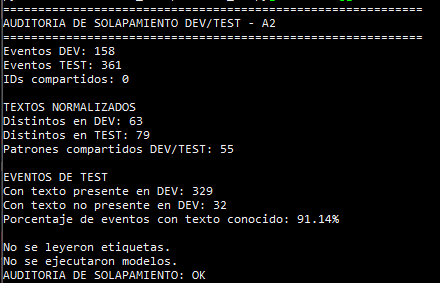 ============================================================
AUDITORIA DE SOLAPAMIENTO DEV/TEST - A2
============================================================
Eventos DEV: 158
Eventos TEST: 361
IDs compartidos: 0
TEXTOS NORMALIZADOS
Distintos en DEV: 63
Distintos en TEST: 79
Patrones compartidos DEV/TEST: 55
EVENTOS DE TEST
Con texto presente en DEV: 329
Con texto no presente en DEV: 32
Porcentaje de eventos con texto conocido: 91.14%
No se leyeron etiquetas.
No se ejecutaron modelos.
AUDITORIA DE SOLAPAMIENTO: OK